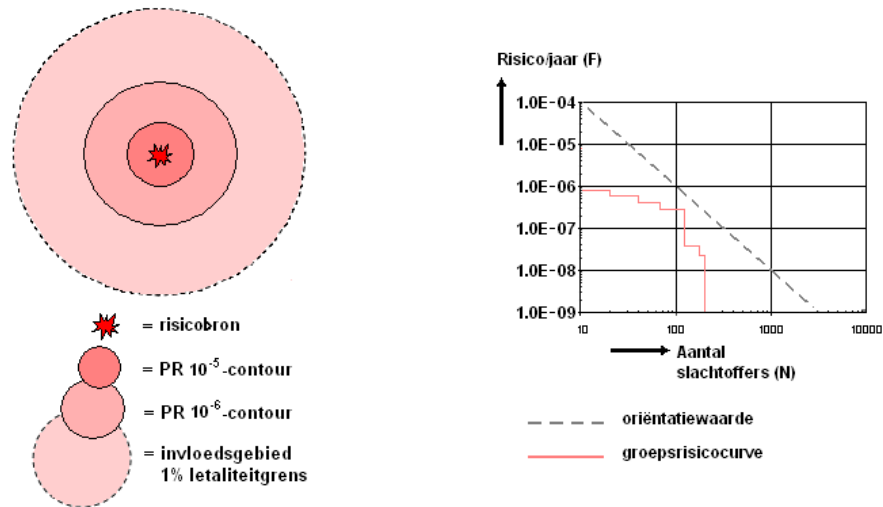 = risicobron
= PR 10⁻⁵-contour
= PR 10⁻⁶-contour
= invloedsgebied
1% letaliteitgrens
Risico/jaar (F)
1.0E-04
1.0E-05
1.0E-06
1.0E-07
1.0E-08
1.0E-09
10 100 1000 10000
Aantal
slachtoffers (N)
oriëntatiewaarde
groepsrisicocurve